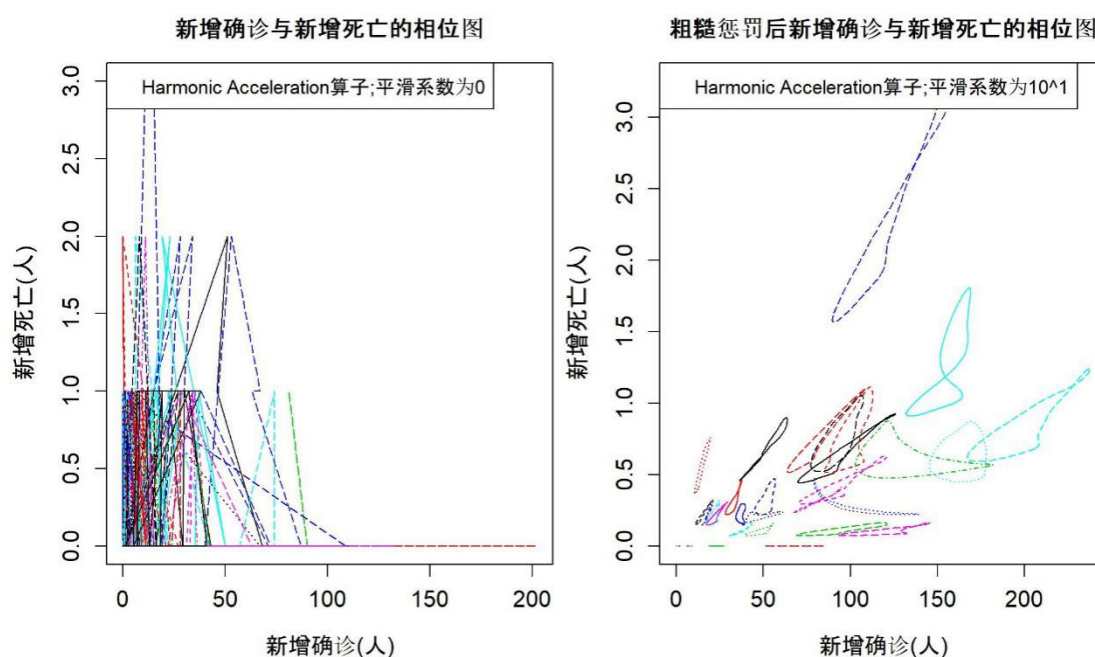 新增确诊与新增死亡的相位图
Harmonic Acceleration算子;平滑系数为0
3.0
2.5
2.0
1.5
1.0
0.5
0.0
新增死亡(人)
0 50 100 150 200
新增确诊(人)
粗糙惩罚后新增确诊与新增死亡的相位图
Harmonic Acceleration算子;平滑系数为10^1
3.0
2.5
2.0
1.5
1.0
0.5
0.0
新增死亡(人)
0 50 100 150 200
新增确诊(人)